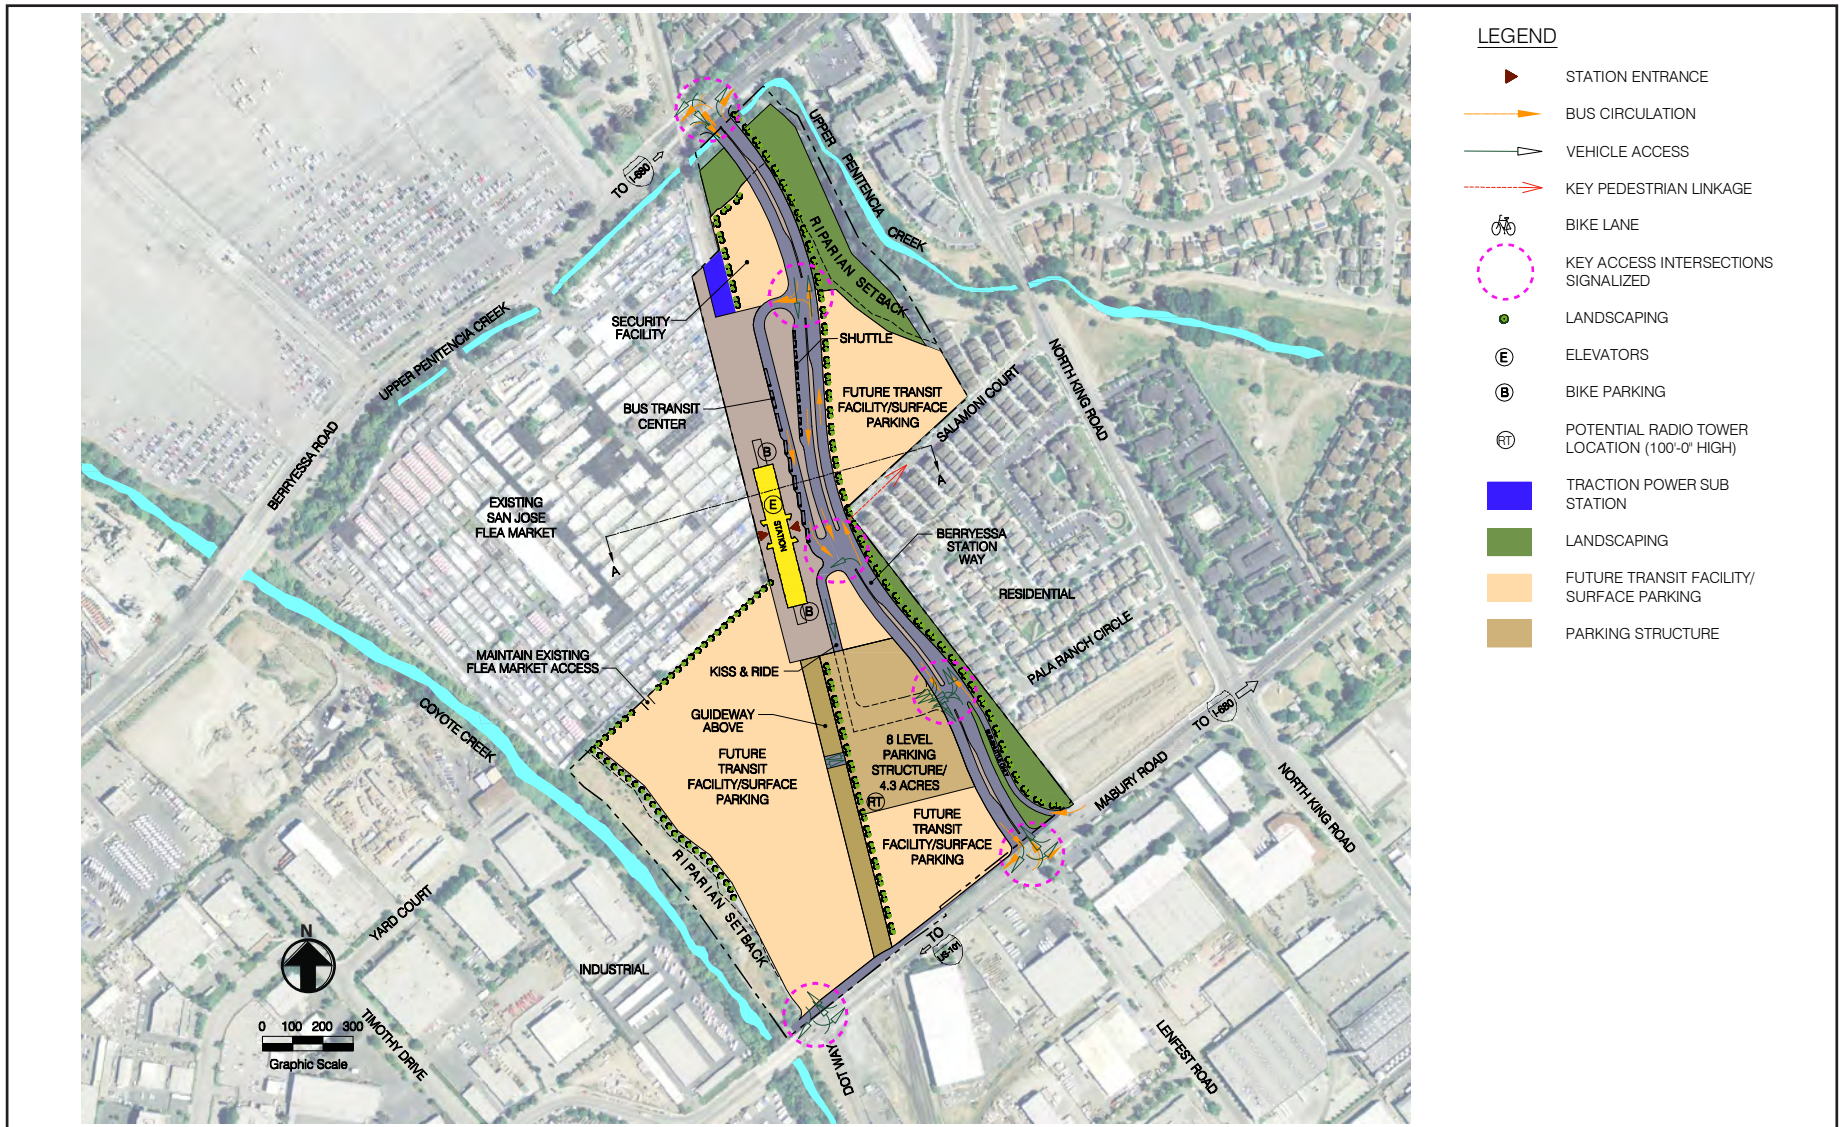 LEGEND
STATION ENTRANCE
BUS CIRCULATION
VEHICLE ACCESS
KEY PEDESTRIAN LINKAGE
BIKE LANE
KEY ACCESS INTERSECTIONS
SIGNALIZED
LANDSCAPING
E
ELEVATORS
B
BIKE PARKING
RT
POTENTIAL RADIO TOWER
LOCATION (100'-0" HIGH)
TRACTION POWER SUB
STATION
LANDSCAPING
FUTURE TRANSIT FACILITY/
SURFACE PARKING
PARKING STRUCTURE
TO I-680
UPPER PENITENCIA CREEK
RIPARIAN SETBACK
SECURITY
FACILITY
UPPER PENITENCIA CREEK
SHUTTLE
NORTH KING ROAD
SALAMONI COURT
FUTURE TRANSIT
FACILITY/SURFACE
PARKING
BUS TRANSIT
CENTER
BERRYESSA ROAD
B
A
E
STATION
EXISTING
SAN JOSE
FLEA MARKET
A
BERRYESSA
STATION
WAY
RESIDENTIAL
B
PALA RANCH CIRCLE
MAINTAIN EXISTING
FLEA MARKET ACCESS
KISS & RIDE
COYOTE CREEK
GUIDEWAY
ABOVE
TO I-680
FUTURE
TRANSIT
FACILITY/SURFACE
PARKING
8 LEVEL
PARKING
STRUCTURE/
4.3 ACRES
RT
MABURY ROAD
NORTH KING ROAD
FUTURE
TRANSIT
FACILITY/SURFACE
PARKING
RIPARIAN SETBACK
YARD COURT
N
TO
US-101
INDUSTRIAL
0 100 200 300
Graphic Scale
TIMOTHY DRIVE
DOT WAY
LENFEST ROAD